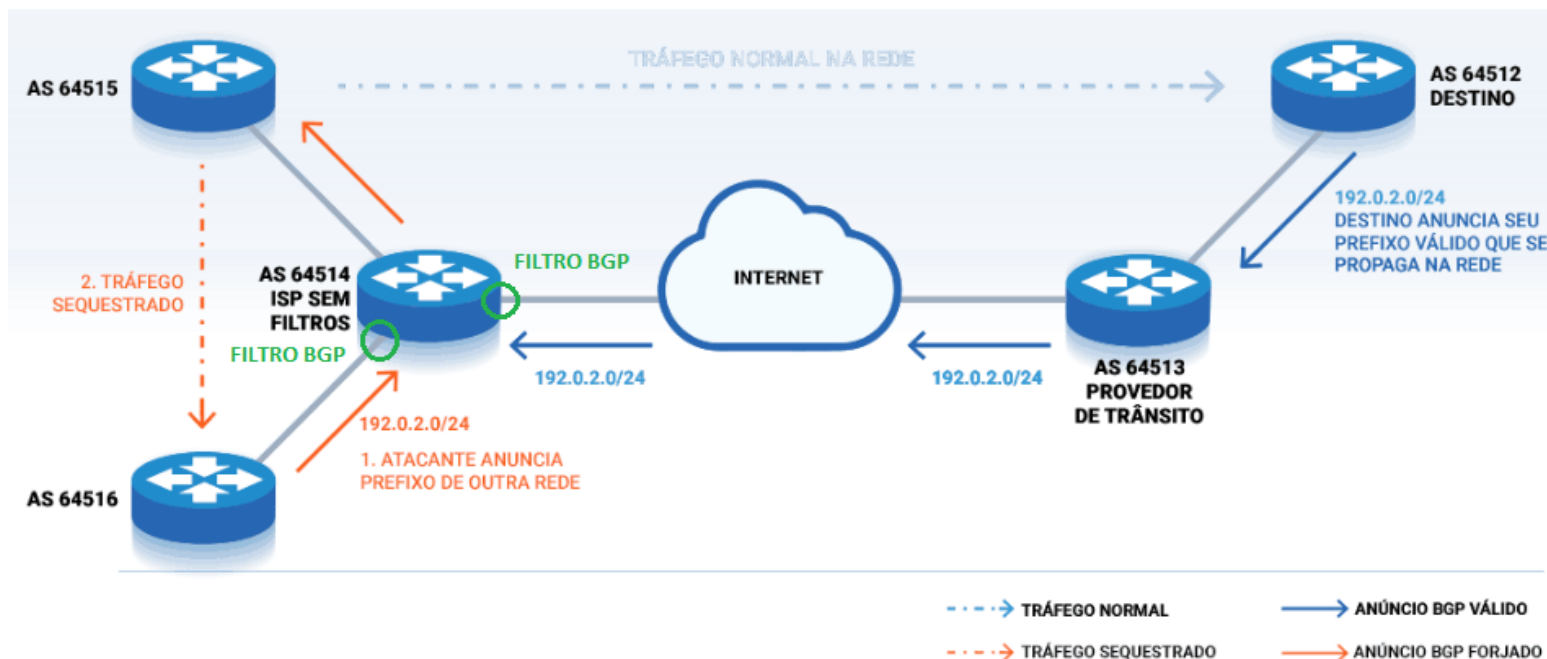 TRÁFEGO NORMAL NA REDE
AS 64515
AS 64512
DESTINO
192.0.2.0/24
DESTINO ANUNCIA SEU
PREFIXO VÁLIDO QUE SE
PROPAGA NA REDE
2. TRÁFEGO
SEQUESTRADO
AS 64514
ISP SEM
FILTROS
FILTRO BGP
FILTRO BGP
INTERNET
192.0.2.0/24
192.0.2.0/24
AS 64513
PROVEDOR
DE TRÂNSITO
192.0.2.0/24
1. ATACANTE ANUNCIA
PREFIXO DE OUTRA REDE
AS 64516
TRÁFEGO NORMAL
ANÚNCIO BGP VÁLIDO
TRÁFEGO SEQUESTRADO
ANÚNCIO BGP FORJADO